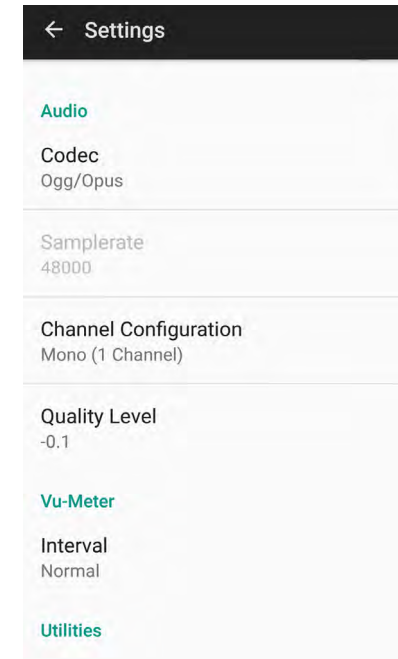 Settings
Audio
Codec
Ogg/Opus
Samplerate
48000
Channel Configuration
Mono (1 Channel)
Quality Level
-0.1
Vu-Meter
Interval
Normal
Utilities